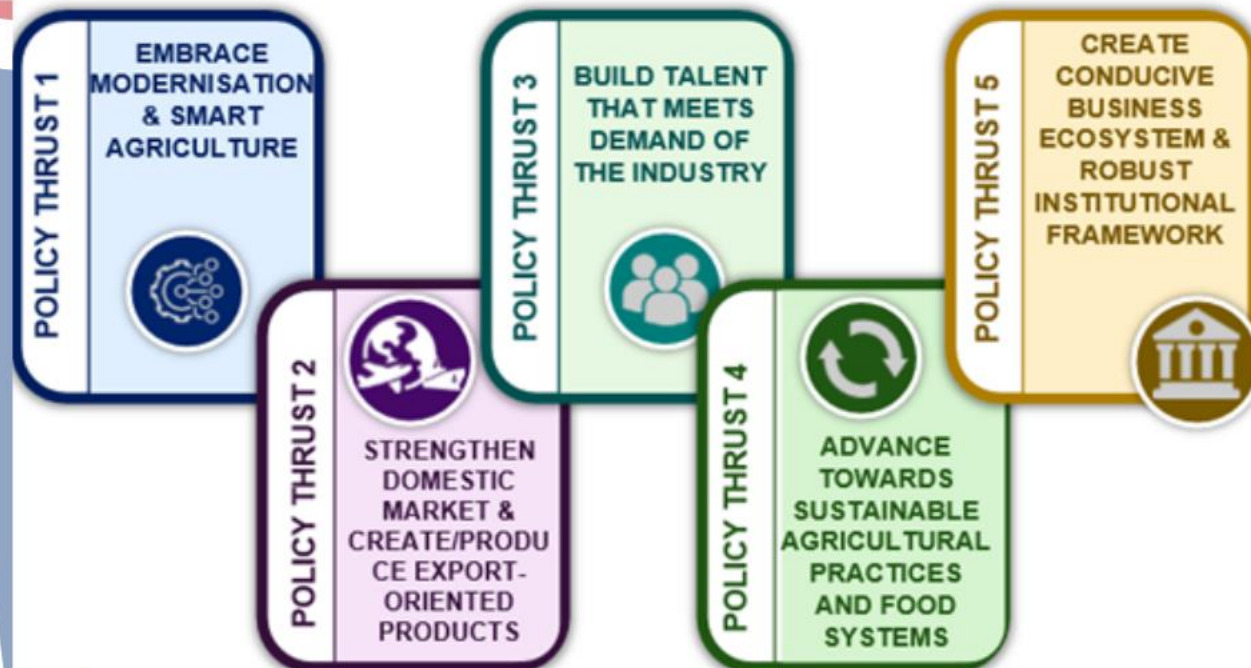 POLICY THRUST 1
EMBRACE
MODERNISATION
& SMART
AGRICULTURE
POLICY THRUST 2
STRENGTHEN
DOMESTIC
MARKET &
CREATE/PRODU
CE EXPORT-
ORIENTED
PRODUCTS
POLICY THRUST 3
BUILD TALENT
THAT MEETS
DEMAND OF
THE INDUSTRY
POLICY THRUST 4
ADVANCE
TOWARDS
SUSTAINABLE
AGRICULTURAL
PRACTICES
AND FOOD
SYSTEMS
POLICY THRUST 5
CREATE
CONDUCIVE
BUSINESS
ECOSYSTEM &
ROBUST
INSTITUTIONAL
FRAMEWORK